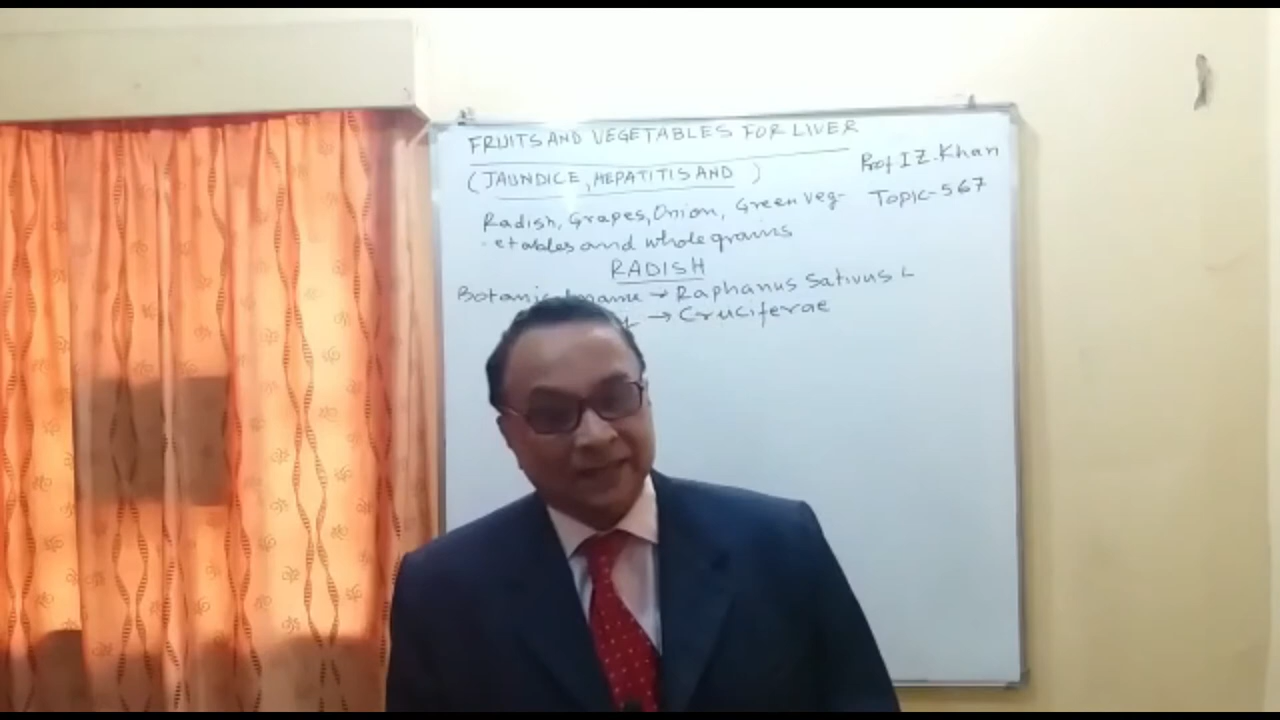 FRUITS AND VEGETABLES FOR LIVER
Prof I Z. Khan
(JAUNDICE, HEPATITIS AND )
Topic-567
Radish, Grapes, Onion, Green Veg-
etables and whole grains
RADISH
name → Raphanus Sativus L
→ Cruciferae